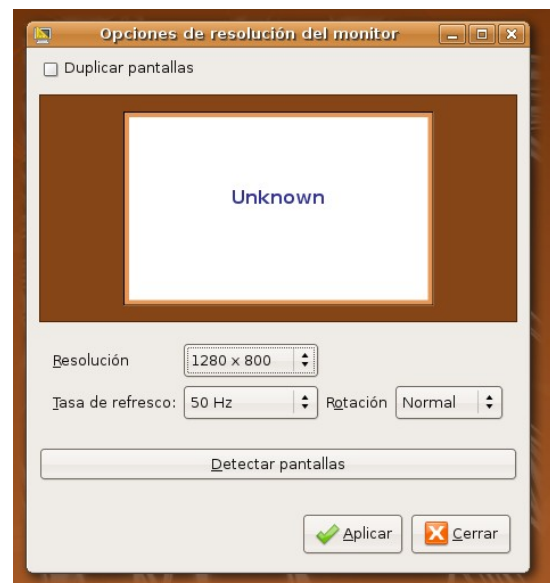 Opciones de resolución del monitor
Duplicar pantallas
Unknown
Resolución 1280 × 800
Tasa de refresco: 50 Hz Rotación Normal
Detectar pantallas
Aplicar Cerrar